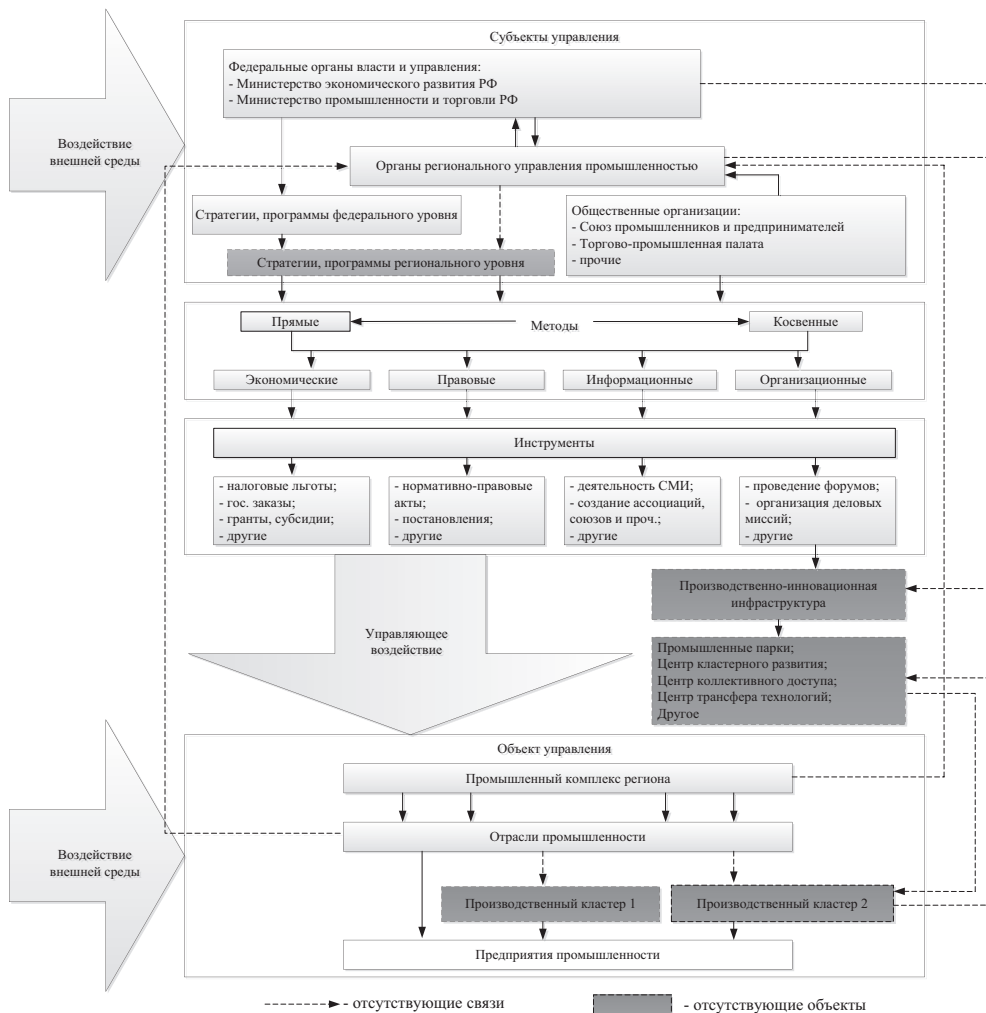 Субъекты управления
Федеральные органы власти и управления:
- Министерство экономического развития РФ
- Министерство промышленности и торговли РФ
Воздействие
внешней среды
Органы регионального управления промышленностью
Стратегии, программы федерального уровня
Общественные организации:
- Союз промышленников и предпринимателей
- Торгово-промышленная палата
- прочие
Стратегии, программы регионального уровня
Прямые
Методы
Косвенные
Экономические
Правовые
Информационные
Организационные
Инструменты
- налоговые льготы;
- гос. заказы;
- гранты, субсидии;
- другие
- нормативно-правовые
акты;
- постановления;
- другие
- деятельность СМИ;
- создание ассоциаций,
союзов и проч.;
- другие
- проведение форумов;
- организация деловых
миссий;
- другие
Производственно-инновационная
инфраструктура
Управляющее
воздействие
Промышленные парки;
Центр кластерного развития;
Центр коллективного доступа;
Центр трансфера технологий;
Другое
Объект управления
Промышленный комплекс региона
Отрасли промышленности
Воздействие
внешней среды
Производственный кластер 1
Производственный кластер 2
Предприятия промышленности
- отсутствующие связи
- отсутствующие объекты